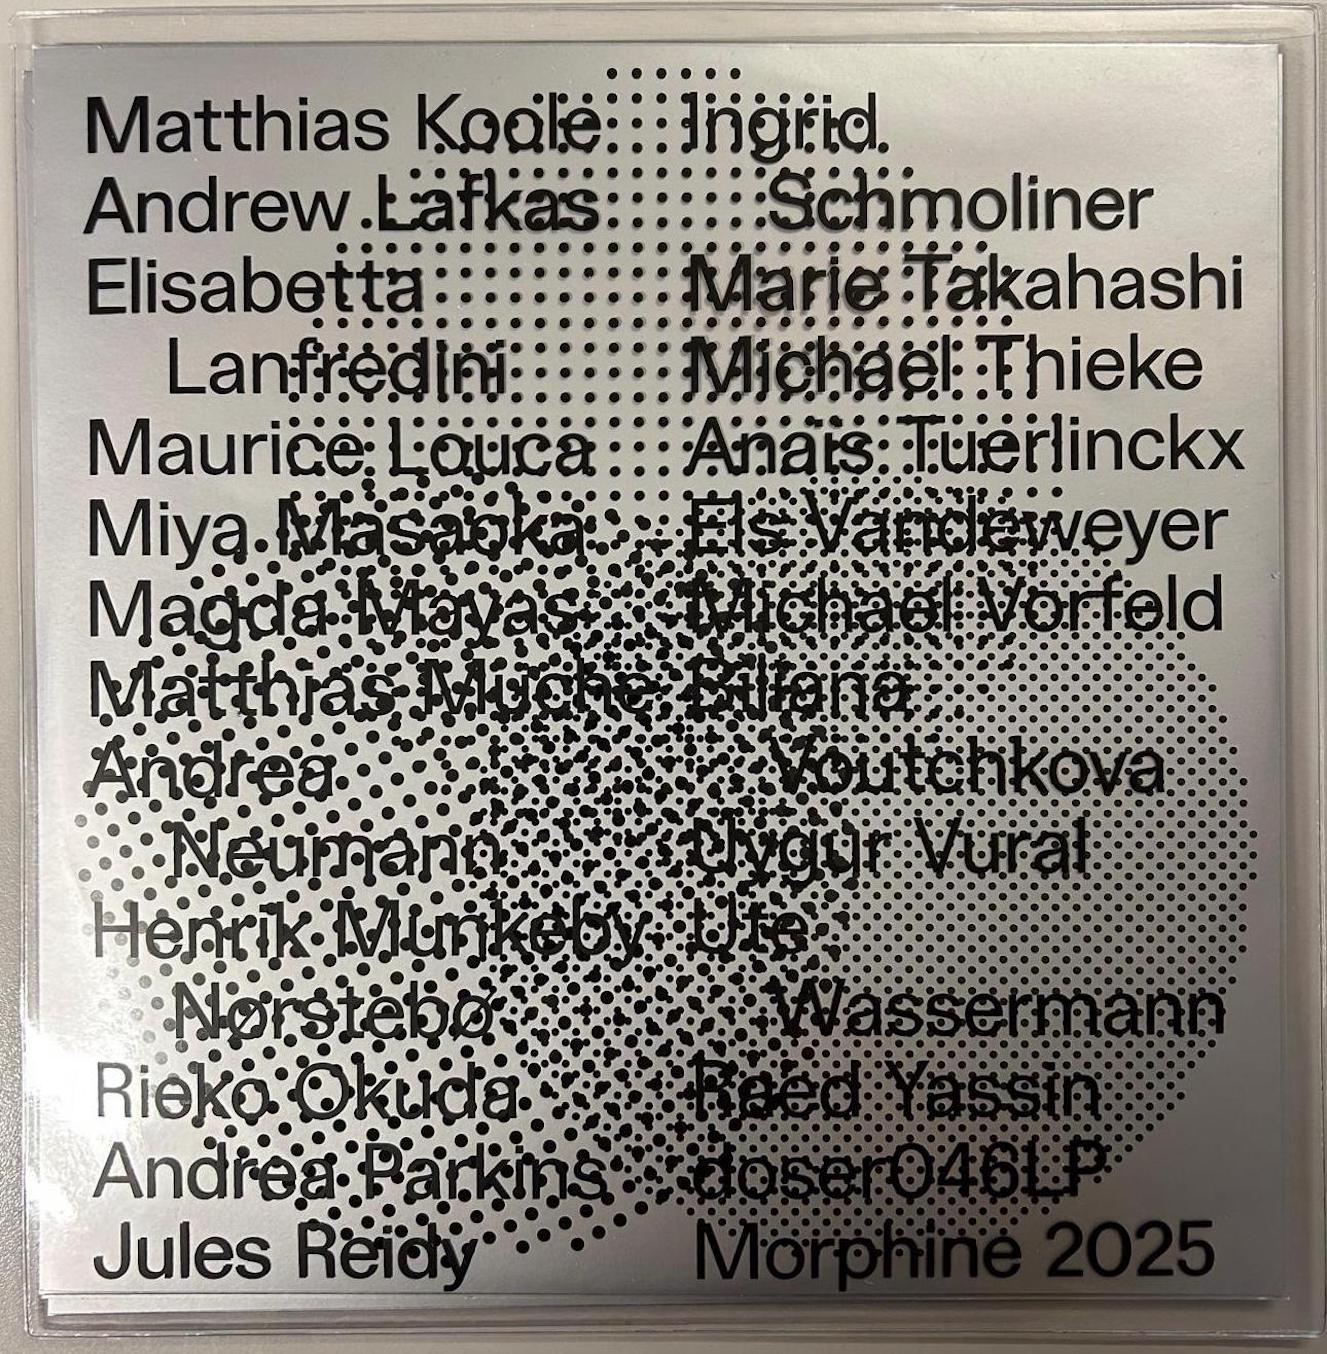 Matthias Koole
Andrew Lafkas
Elisabetta
Lanfredini
Maurice Louca
Miya Masaoka
Magda Mayas
Matthias Müche
Andrea
Neumann
Henrik Munkeby
Nørstebø
Rieko Okuda
Andrea Parkins
Jules Reidy
Ingrid
Schmoliner
Marie Takahashi
Michael Thieke
Anaïs Tuerlinckx
Els Vandeweyer
Michael Vorfeld
Biliana
Voutchkova
Uygur Vural
Ute
Wassermann
Raed Yassin
doser046LP
Morphine 2025